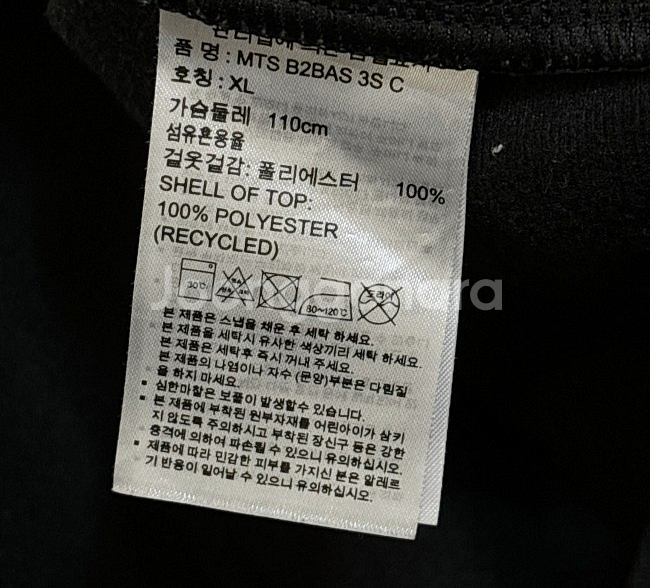 품 명 : MTS B2BAS 3S C
호칭 : XL
가슴둘레 110cm
섬유혼용율
겉옷겉감: 폴리에스터 100%
SHELL OF TOP:
100% POLYESTER
(RECYCLED)
30℃
80~120℃
드라이
본 제품은 스냅을 채운 후 세탁 하세요.
본 제품을 세탁시 유사한 색상끼리 세탁 하세요.
본 제품은 세탁후 즉시 꺼내 주세요.
본 제품의 나염이나 자수 (문양)부분은 다림질
을 하지 마세요.
▪ 심한마찰은 보풀이 발생할수 있습니다.
▪ 본 제품에 부착된 원부자재를 어린아이가 삼키
지 않도록 주의하시고 부착된 장신구 등은 강한
충격에 의하여 파손될 수 있으니 유의하십시오.
▪ 제품에 따라 민감한 피부를 가지신 분은 알레르
기 반응이 일어날 수 있으니 유의하십시오.
Joonggonara